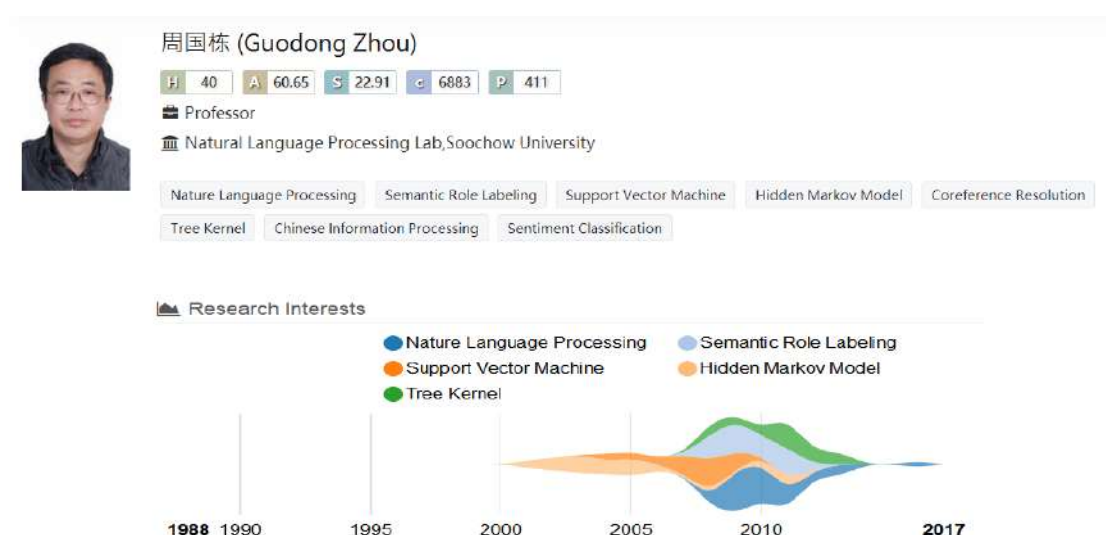 周国栋 (Guodong Zhou)
H 40 A 60.65 S 22.91 C 6883 P 411
Professor
Natural Language Processing Lab,Soochow University
Nature Language Processing Semantic Role Labeling Support Vector Machine Hidden Markov Model Coreference Resolution
Tree Kernel Chinese Information Processing Sentiment Classification
Research Interests
Nature Language Processing Semantic Role Labeling
Support Vector Machine Hidden Markov Model
Tree Kernel
1988 1990 1995 2000 2005 2010 2017